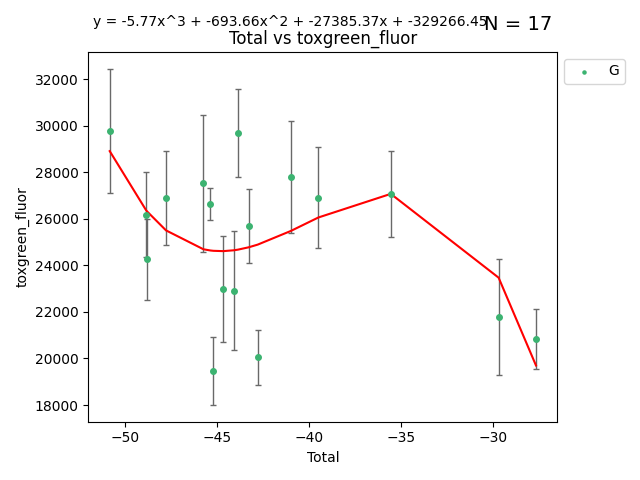 y = -5.77x^3 + -693.66x^2 + -27385.37x + -329266.45
N = 17
Total vs toxgreen_fluor
G
toxgreen_fluor
32000
30000
28000
26000
24000
22000
20000
18000
−50
−45
−40
−35
−30
Total